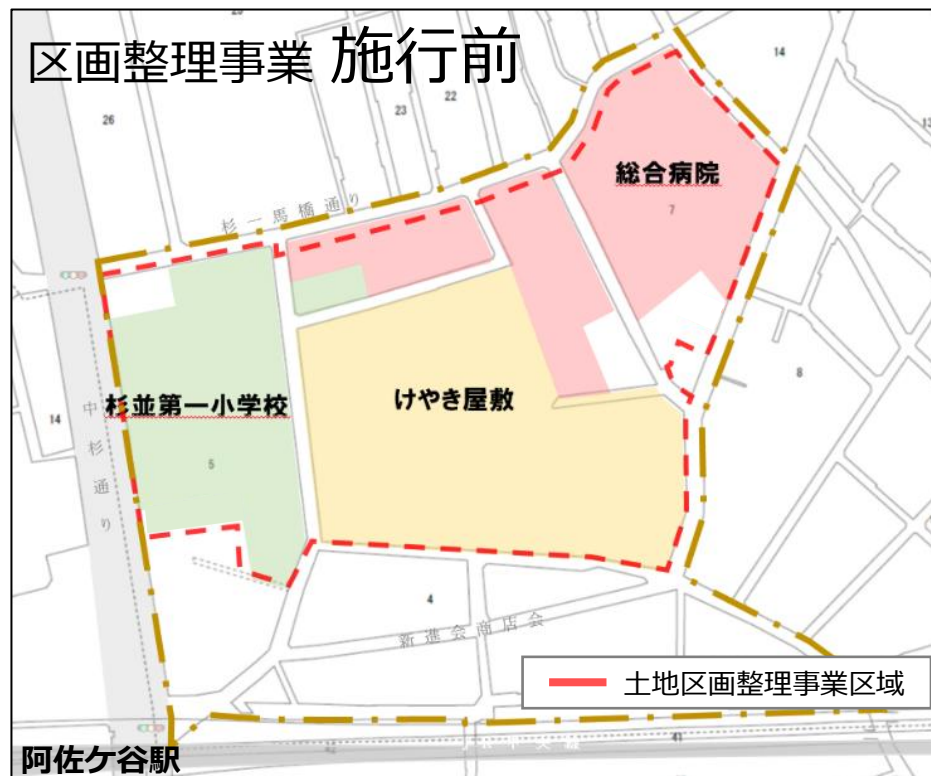 区画整理事業 施行前
14
26
23
22
13
総合病院
7
杉一馬橋通り
杉並第一小学校
けやき屋敷
8
14
中杉通り
5
4
新進会商店会
土地区画整理事業区域
41
阿佐ケ谷駅